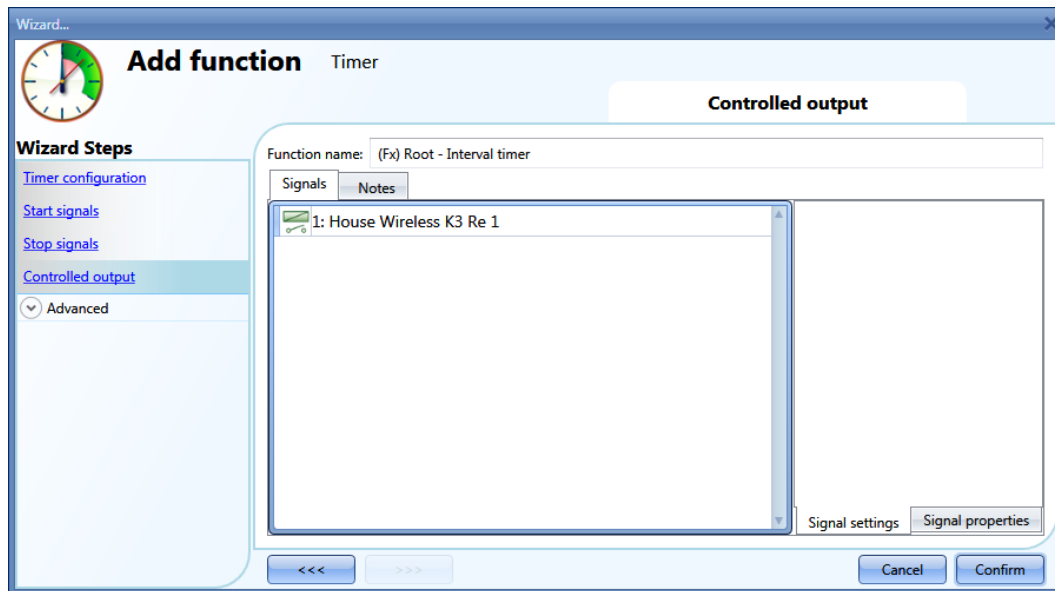 Wizard...
Add function Timer
Controlled output
Wizard Steps
Timer configuration
Start signals
Stop signals
Controlled output
Advanced
Function name: (Fx) Root - Interval timer
Signals Notes
1: House Wireless K3 Re 1
Signal settings Signal properties
<<< >>> Cancel Confirm